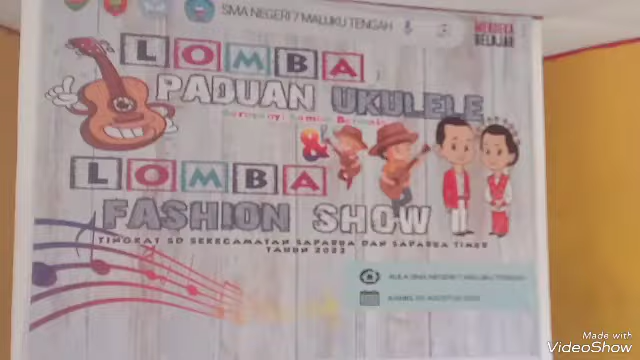 SMA NEGERI 7 MALUKU TENGAH
MERDEKA
BELAJAR
LOMBA
PADUAN UKULELE
&
LOMBA
FASHION SHOW
TINGKAT SD SEKECAMATAN SAPARUA DAN SAPARUA TIMUR
TAHUN 2023
AULA SMA NEGERI 7 MALUKU TENGAH
Made with
VideoShow